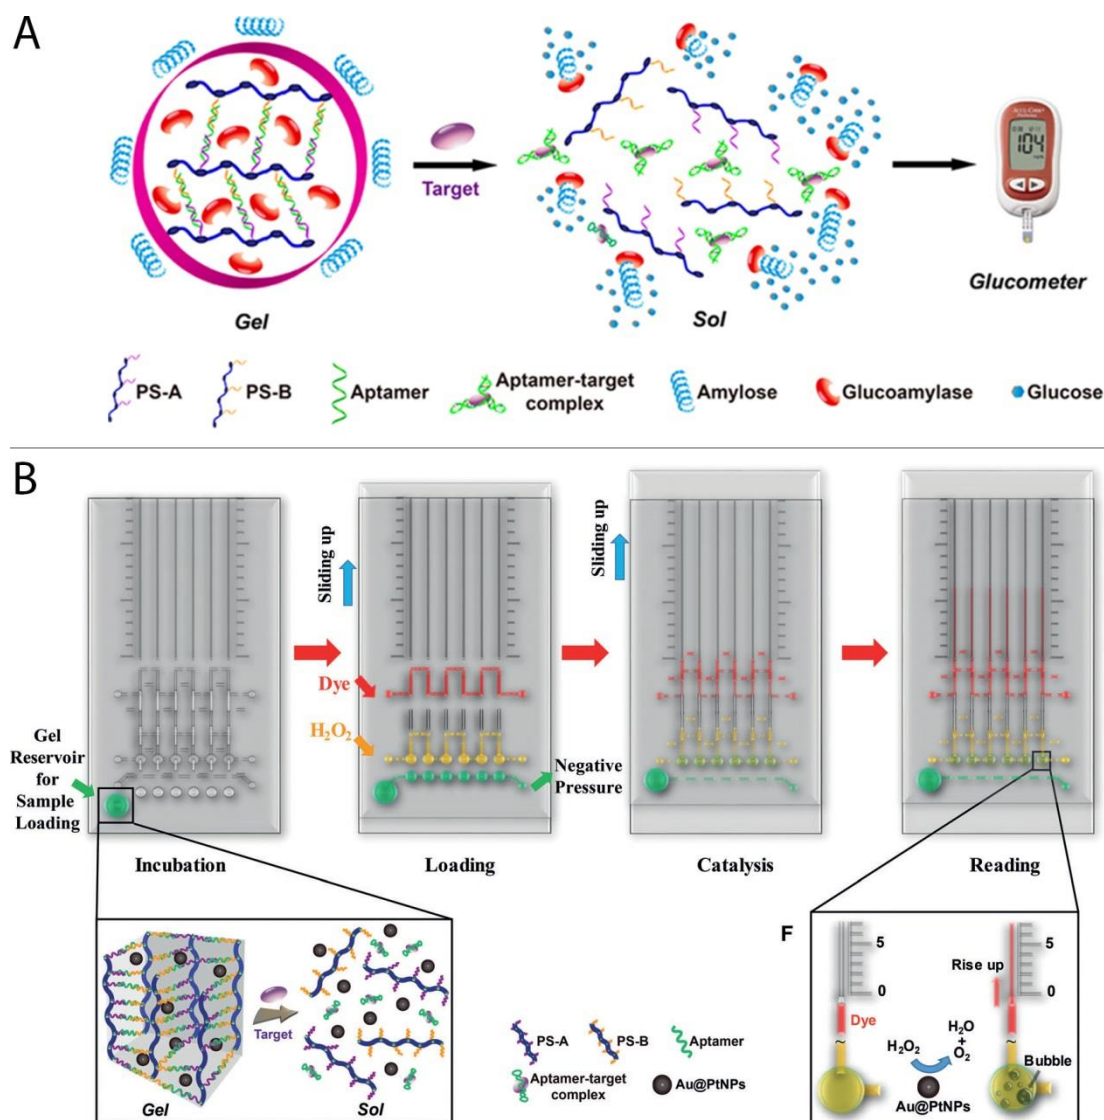 A
Target
Gel
Sol
104
Glucometer
PS-A
PS-B
Aptamer
Aptamer-target
complex
Amylose
Glucoamylase
Glucose
B
Sliding up
Sliding up
Dye
H2O2
Gel
Reservoir
for
Sample
Loading
Negative
Pressure
Incubation
Loading
Catalysis
Reading
Target
Gel
Sol
PS-A
PS-B
Aptamer
Aptamer-target
complex
Au@PtNPs
F
5
0
Dye
Rise up
5
0
H2O2
H2O
+
O2
Au@PtNPs
Bubble
~
~